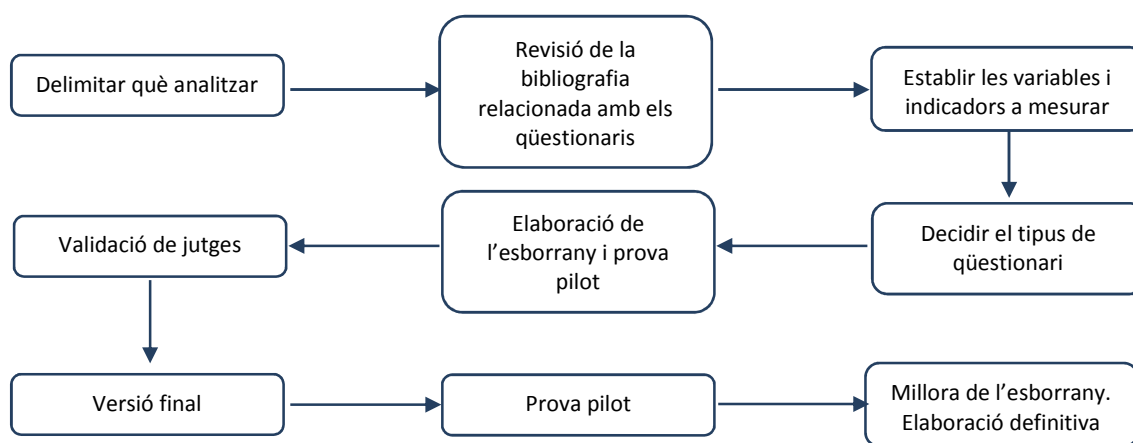 Delimitar què analitzar
Revisió de la
bibliografia
relacionada amb els
qüestionaris
Establir les variables i
indicadors a mesurar
Decidir el tipus de
qüestionari
Elaboració de
l’esborrany i prova
pilot
Validació de jutges
Versió final
Prova pilot
Millora de l’esborrany.
Elaboració definitiva